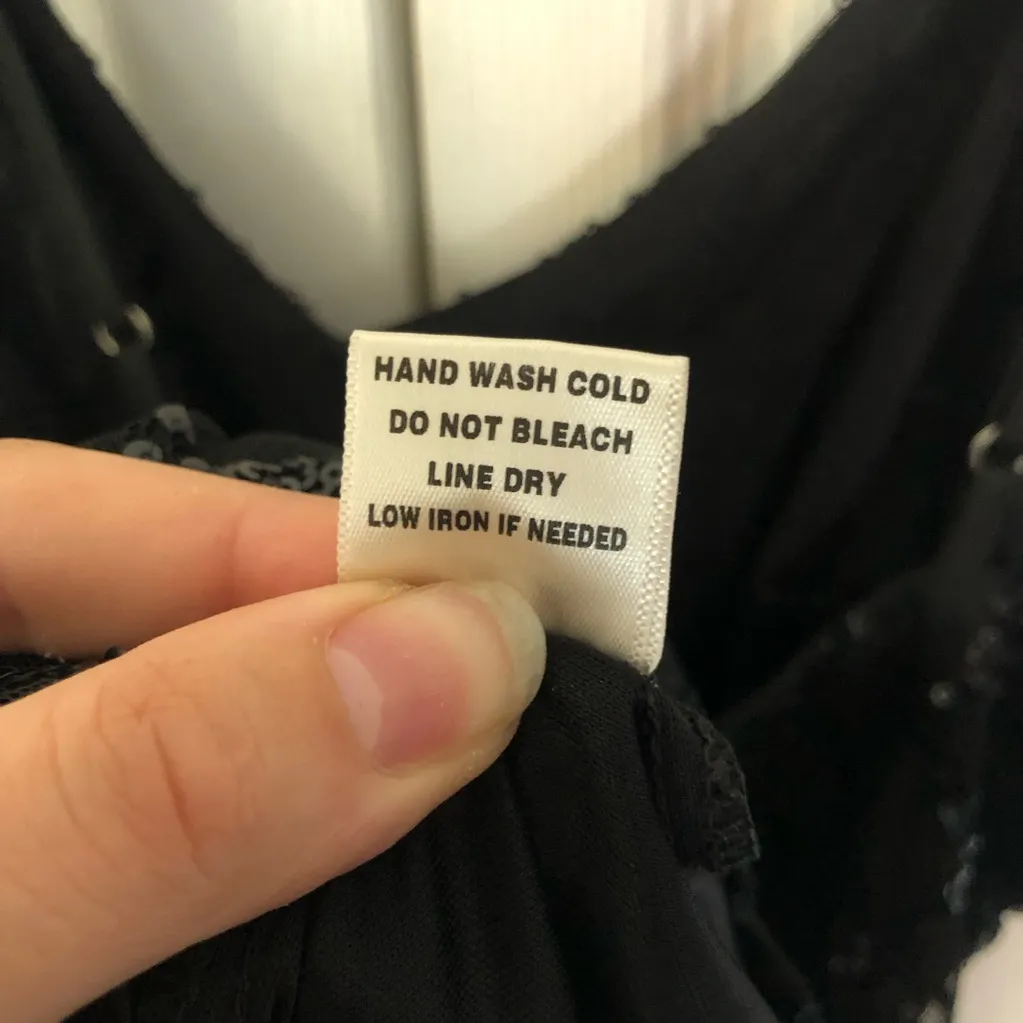 HAND WASH COLD
DO NOT BLEACH
LINE DRY
LOW IRON IF NEEDED